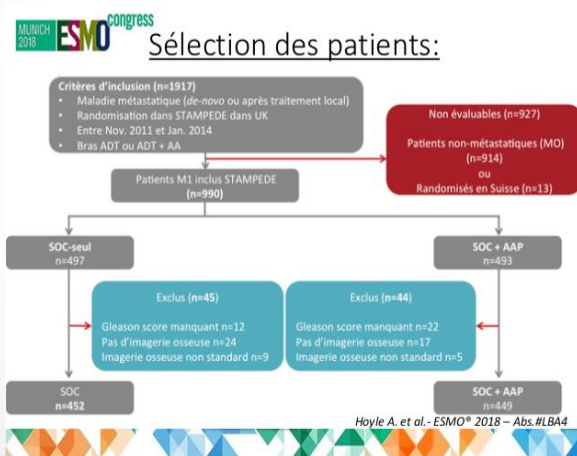 MUNICH
2018
ESMO
congress
Sélection des patients:
Critères d'inclusion (n=1917)
• Maladie métastatique (de-novo ou après traitement local)
• Randomisation dans STAMPEDE dans UK
• Entre Nov. 2011 et Jan. 2014
• Bras ADT ou ADT + AA
Non évaluables (n=927)
Patients non-métastatiques (MO)
(n=914)
ou
Randomisés en Suisse (n=13)
Patients M1 inclus STAMPEDE
(n=990)
SOC-seul
n=497
SOC + AAP
n=493
Exclus (n=45)
Gleason score manquant n=12
Pas d'imagerie osseuse n=24
Imagerie osseuse non standard n=9
Exclus (n=44)
Gleason score manquant n=22
Pas d'imagerie osseuse n=17
Imagerie osseuse non standard n=5
SOC
n=452
SOC + AAP
n=449
Hoyle A. et al.- ESMO® 2018 – Abs.#LBA4